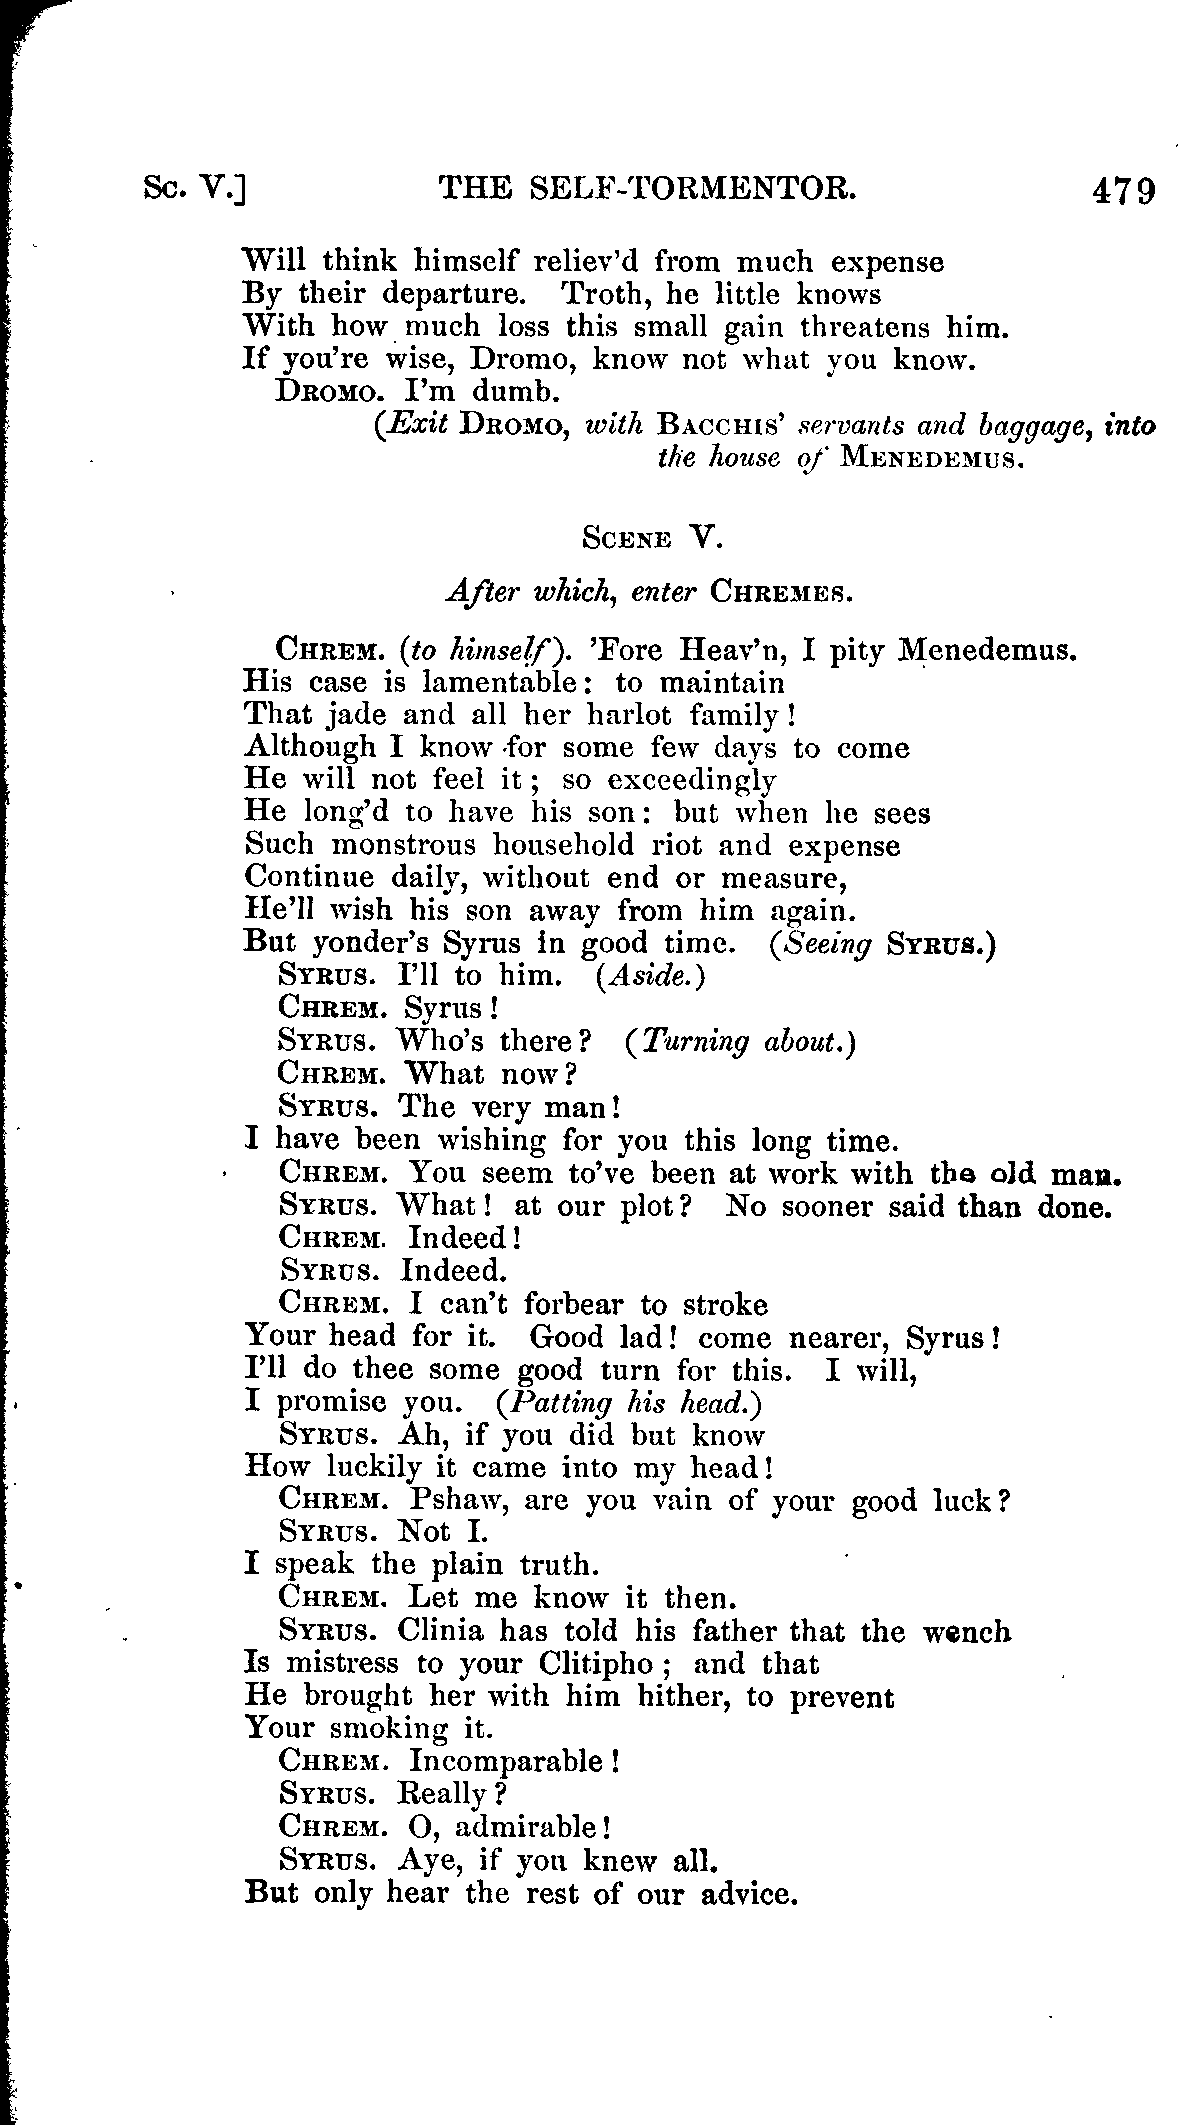 Sc. V.] THE SELF-TORMENTOR. 479
Will think himself reliev'd from much expense
By their departure. Troth, he little knows
With how much loss this small gain threatens him.
If you're wise, Dromo, know not what you know.
DROMO. I'm dumb.
(Exit DROMO, with BACCHIS' servants and baggage, into
the house of MENEDEMUS.
SCENE V.
After which, enter CHREMES.
CHREM. (to himself). 'Fore Heav'n, I pity Menedemus.
His case is lamentable: to maintain
That jade and all her harlot family!
Although I know for some few days to come
He will not feel it; so exceedingly
He long'd to have his son: but when he sees
Such monstrous household riot and expense
Continue daily, without end or measure,
He'll wish his son away from him again.
But yonder's Syrus in good time. (Seeing SYRUS.)
SYRUS. I'll to him. (Aside.)
CHREM. Syrus!
SYRUS. Who's there? (Turning about.)
CHREM. What now?
SYRUS. The very man!
I have been wishing for you this long time.
CHREM. You seem to've been at work with the old man.
SYRUS. What! at our plot? No sooner said than done.
CHREM. Indeed!
SYRUS. Indeed.
CHREM. I can't forbear to stroke
Your head for it. Good lad! come nearer, Syrus!
I'll do thee some good turn for this. I will,
I promise you. (Patting his head.)
SYRUS. Ah, if you did but know
How luckily it came into my head!
CHREM. Pshaw, are you vain of your good luck?
SYRUS. Not I.
I speak the plain truth.
CHREM. Let me know it then.
SYRUS. Clinia has told his father that the wench
Is mistress to your Clitipho; and that
He brought her with him hither, to prevent
Your smoking it.
CHREM. Incomparable!
SYRUS. Really?
CHREM. O, admirable!
SYRUS. Aye, if you knew all.
But only hear the rest of our advice.